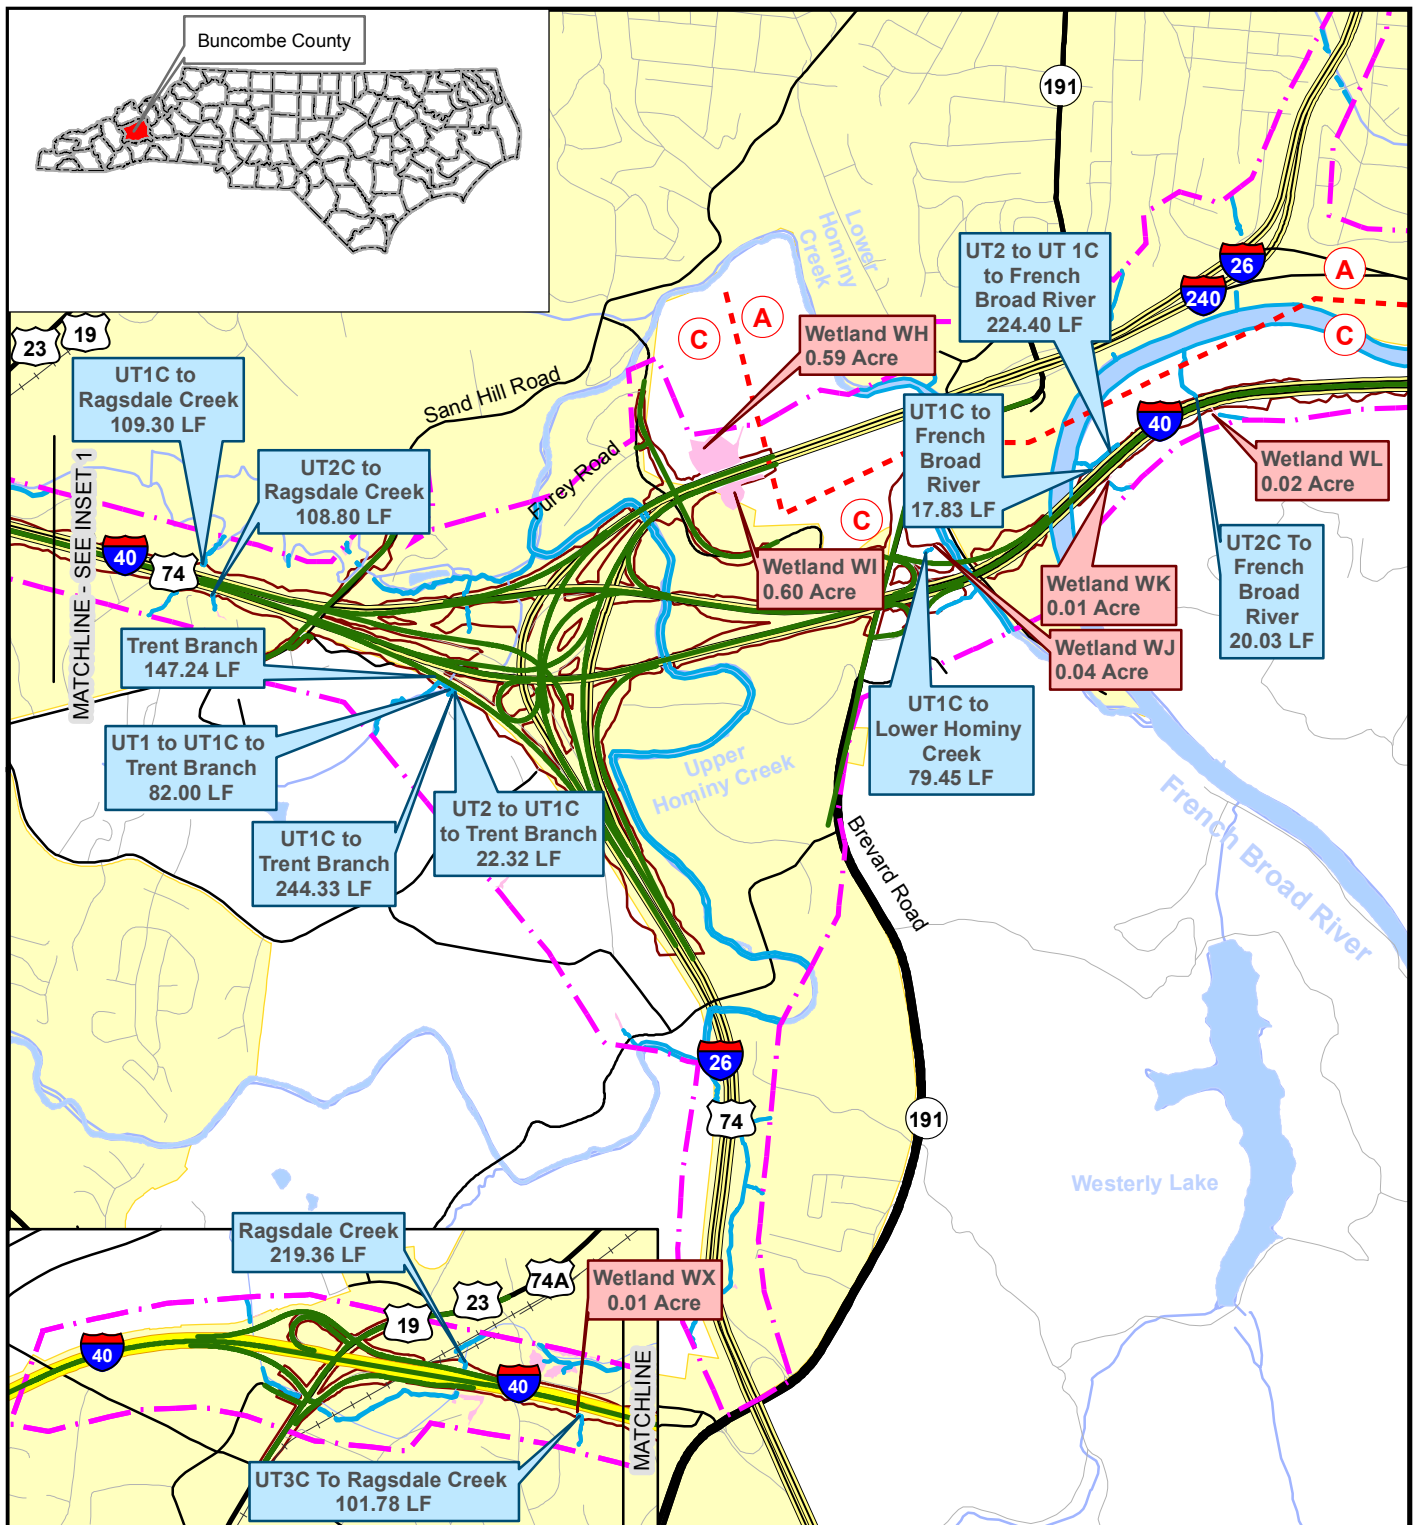 Buncombe County
191
Lower
Hominy
Creek
UT2 to UT 1C
to French
Broad River
224.40 LF
26
240
A
C
C
A
Wetland WH
0.59 Acre
23
19
UT1C to
Ragsdale Creek
109.30 LF
Sand Hill Road
UT1C to
French
Broad
River
17.83 LF
40
Wetland WL
0.02 Acre
MATCHLINE - SEE INSET 1
UT2C to
Ragsdale Creek
108.80 LF
Furey Road
C
40
74
Wetland WI
0.60 Acre
Wetland WK
0.01 Acre
UT2C To
French
Broad
River
20.03 LF
Trent Branch
147.24 LF
Wetland WJ
0.04 Acre
UT1 to UT1C to
Trent Branch
82.00 LF
UT1C to
Lower Hominy
Creek
79.45 LF
Upper
Hominy Creek
UT2 to UT1C
to Trent Branch
22.32 LF
UT1C to
Trent Branch
244.33 LF
Brevard Road
French Broad River
26
74
191
Westerly Lake
Ragsdale Creek
219.36 LF
74A
23
19
Wetland WX
0.01 Acre
40
40
MATCHLINE
UT3C To Ragsdale Creek
101.78 LF